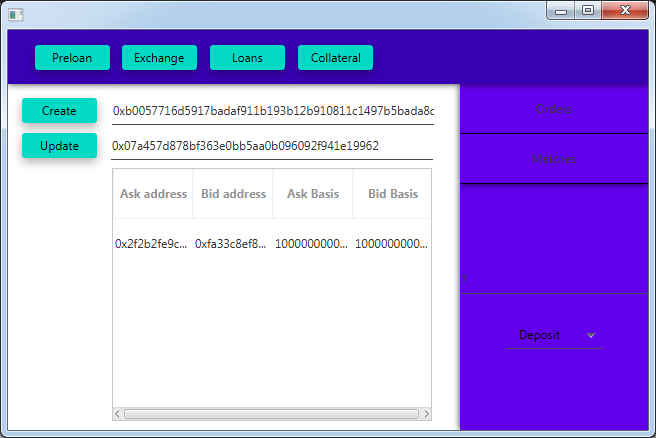 Preloan Exchange Loans Collateral
Create 0xb0057716d5917badaf911b193b12b910811c1497b5bada8c
Orders
Update 0x07a457d878bf363e0bb5aa0b096092f941e19962
Matches
Ask address Bid address Ask Basis Bid Basis
0x2f2b2fe9c... 0xfa33c8ef8... 1000000000... 1000000000...
Deposit